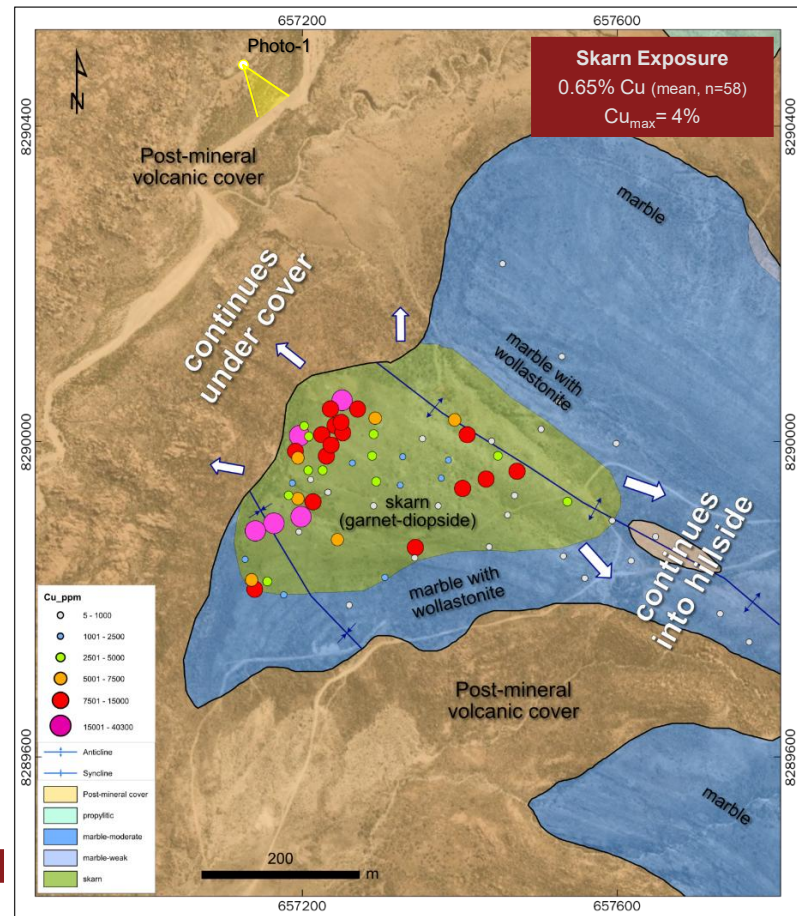 657200
657600
N
Photo-1
Skarn Exposure
0.65% Cu (mean, n=58)
Cumax= 4%
8290400
8290400
Post-mineral
volcanic cover
marble
continues
under cover
marble with
wollastonite
8290000
8290000
skarn
(garnet-diopside)
continues
into hillside
marble with
wollastonite
Cu_ppm
5 - 1000
1001 - 2500
2501 - 5000
5001 - 7500
7501 - 15000
15001 - 40300
Anticline
Syncline
Post-mineral cover
propylitic
marble-moderate
marble-weak
skarn
Post-mineral
volcanic cover
8289600
8289600
marble
200
m
657200
657600